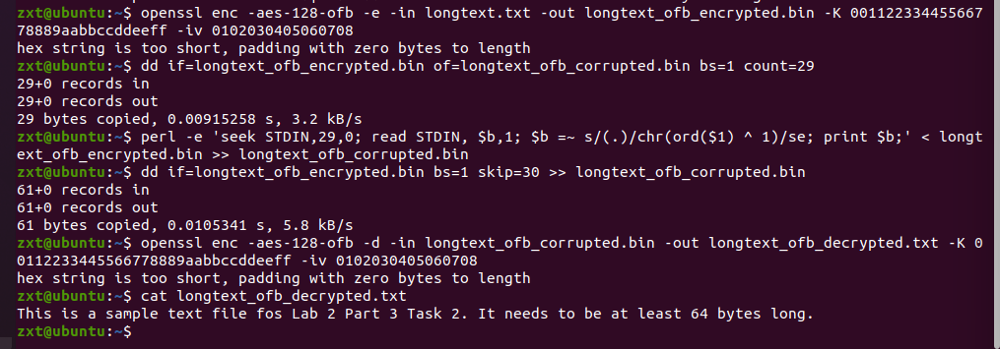 zxt@ubuntu:~$ openssl enc -aes-128-ofb -e -in longtext.txt -out longtext_ofb_encrypted.bin -K 001122334455667
78889aabbccddeeff -iv 0102030405060708
hex string is too short, padding with zero bytes to length
zxt@ubuntu:~$ dd if=longtext_ofb_encrypted.bin of=longtext_ofb_corrupted.bin bs=1 count=29
29+0 records in
29+0 records out
29 bytes copied, 0.00915258 s, 3.2 kB/s
zxt@ubuntu:~$ perl -e 'seek STDIN,29,0; read STDIN, $b,1; $b =~ s/(.)/chr(ord($1) ^ 1)/se; print $b;' < longt
ext_ofb_encrypted.bin >> longtext_ofb_corrupted.bin
zxt@ubuntu:~$ dd if=longtext_ofb_encrypted.bin bs=1 skip=30 >> longtext_ofb_corrupted.bin
61+0 records in
61+0 records out
61 bytes copied, 0.0105341 s, 5.8 kB/s
zxt@ubuntu:~$ openssl enc -aes-128-ofb -d -in longtext_ofb_corrupted.bin -out longtext_ofb_decrypted.txt -K 0
0112233445566778889aabbccddeeff -iv 0102030405060708
hex string is too short, padding with zero bytes to length
zxt@ubuntu:~$ cat longtext_ofb_decrypted.txt
This is a sample text file fos Lab 2 Part 3 Task 2. It needs to be at least 64 bytes long.
zxt@ubuntu:~$